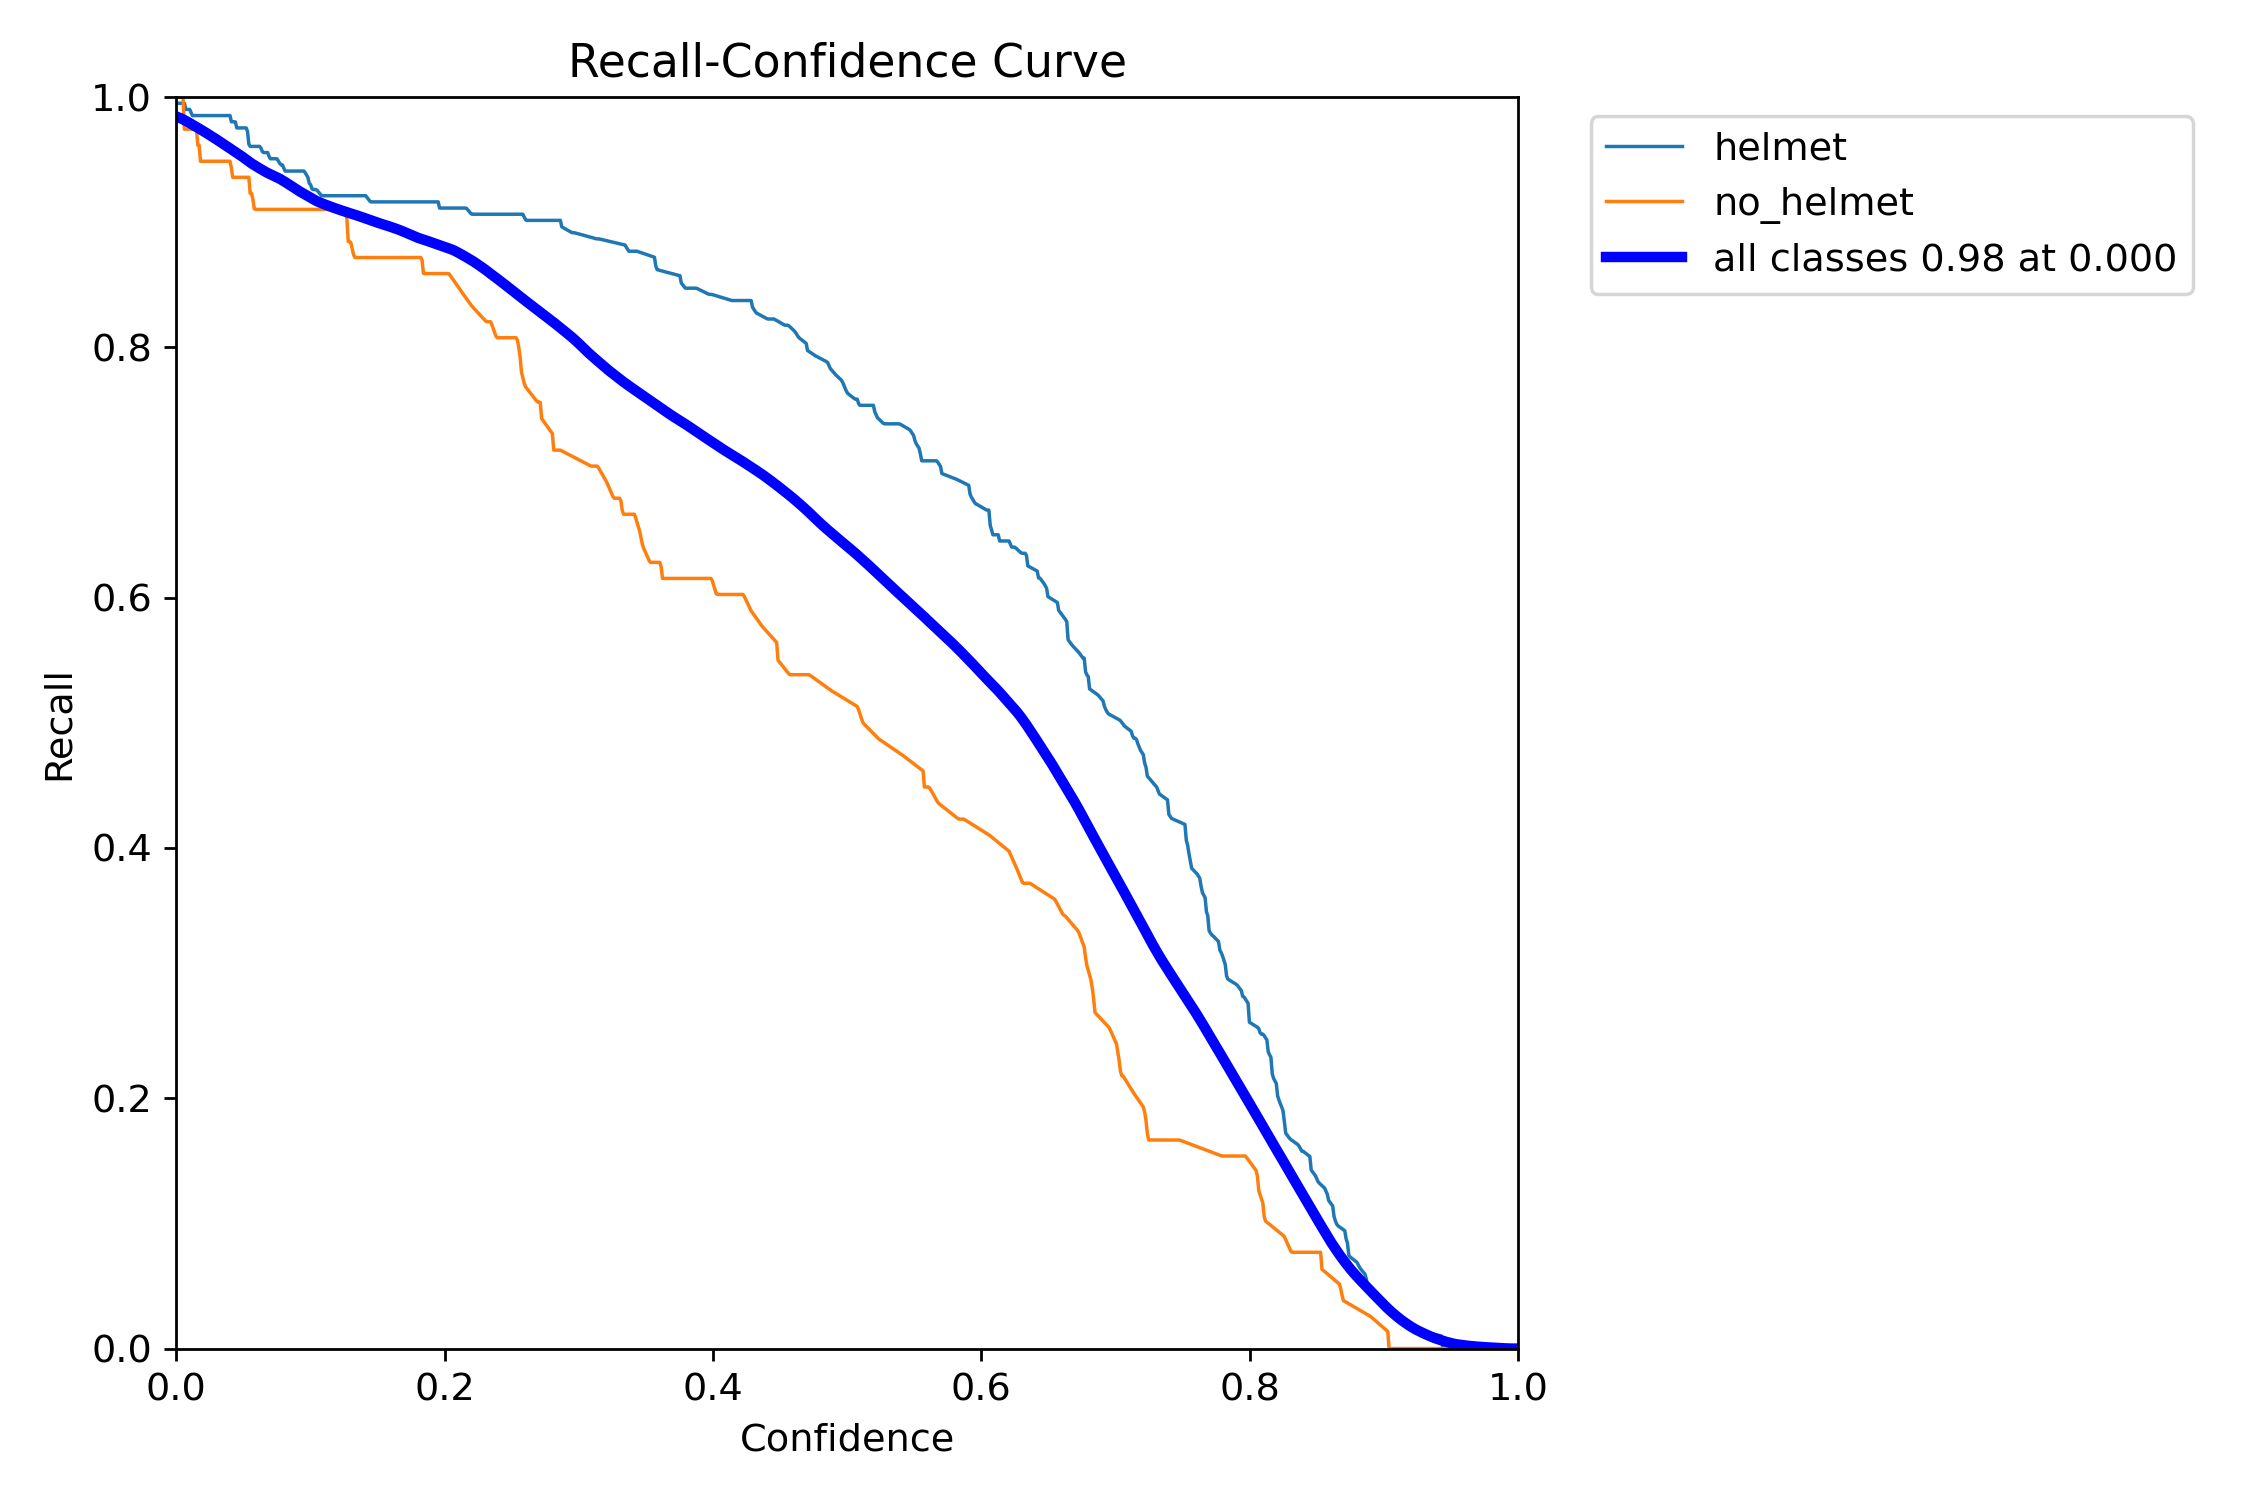 Recall-Confidence Curve
1.0
0.8
0.6
0.4
0.2
0.0
Recall
0.0 0.2 0.4 0.6 0.8 1.0
Confidence
helmet
no_helmet
all classes 0.98 at 0.000